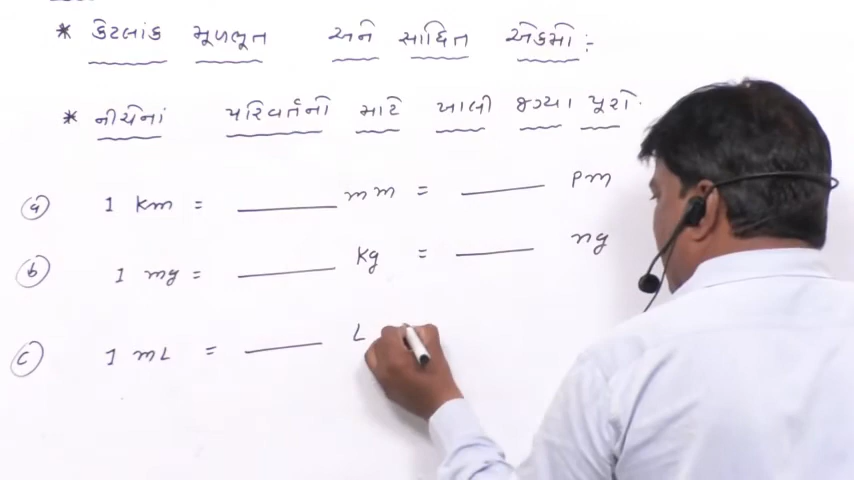 * કેટલાંક મૂળભૂત અને સાધિત એકમો :-
* નીચેનાં પરિવર્તનો માટે ખાલી જગ્યા પૂરો.
(a) 1 km = ______ mm = ______ pm
(b) 1 mg = ______ kg = ______ ng
(c) 1 mL = ______ L